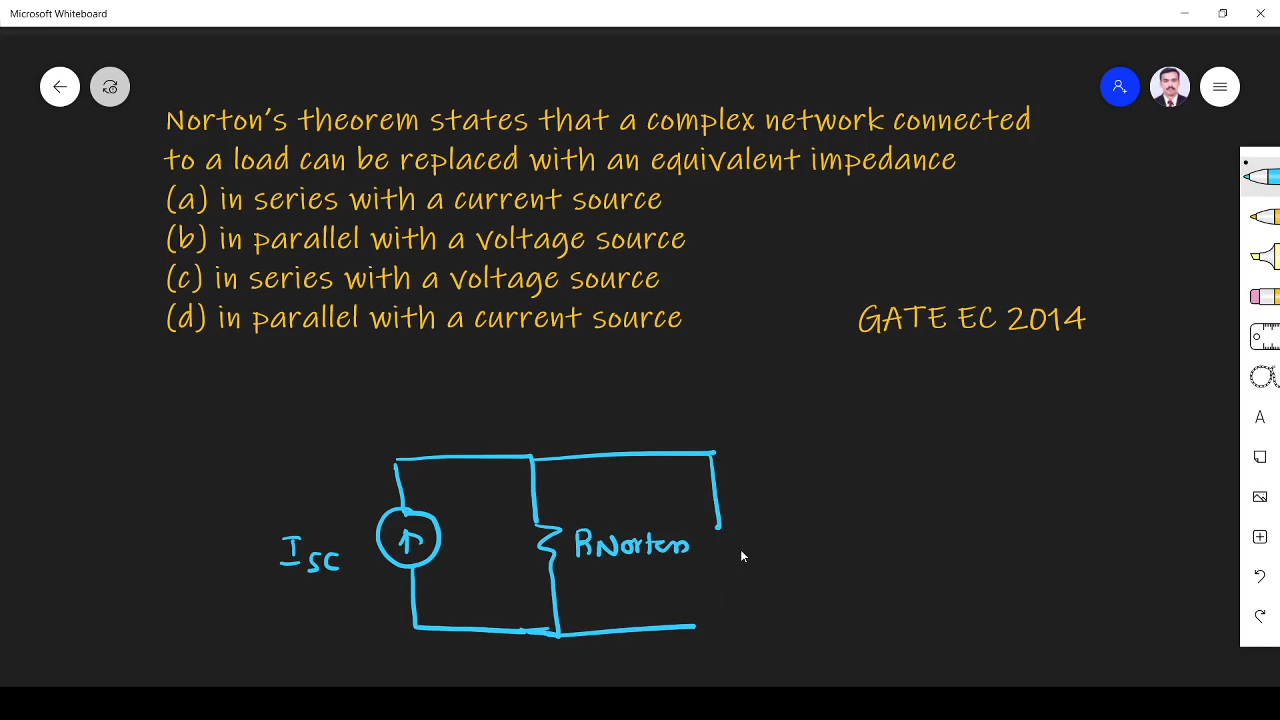 Microsoft Whiteboard
Norton's theorem states that a complex network connected
to a load can be replaced with an equivalent impedance
(a) in series with a current source
(b) in parallel with a voltage source
(c) in series with a voltage source
(d) in parallel with a current source
GATE EC 2014
ISC
RNorton
A